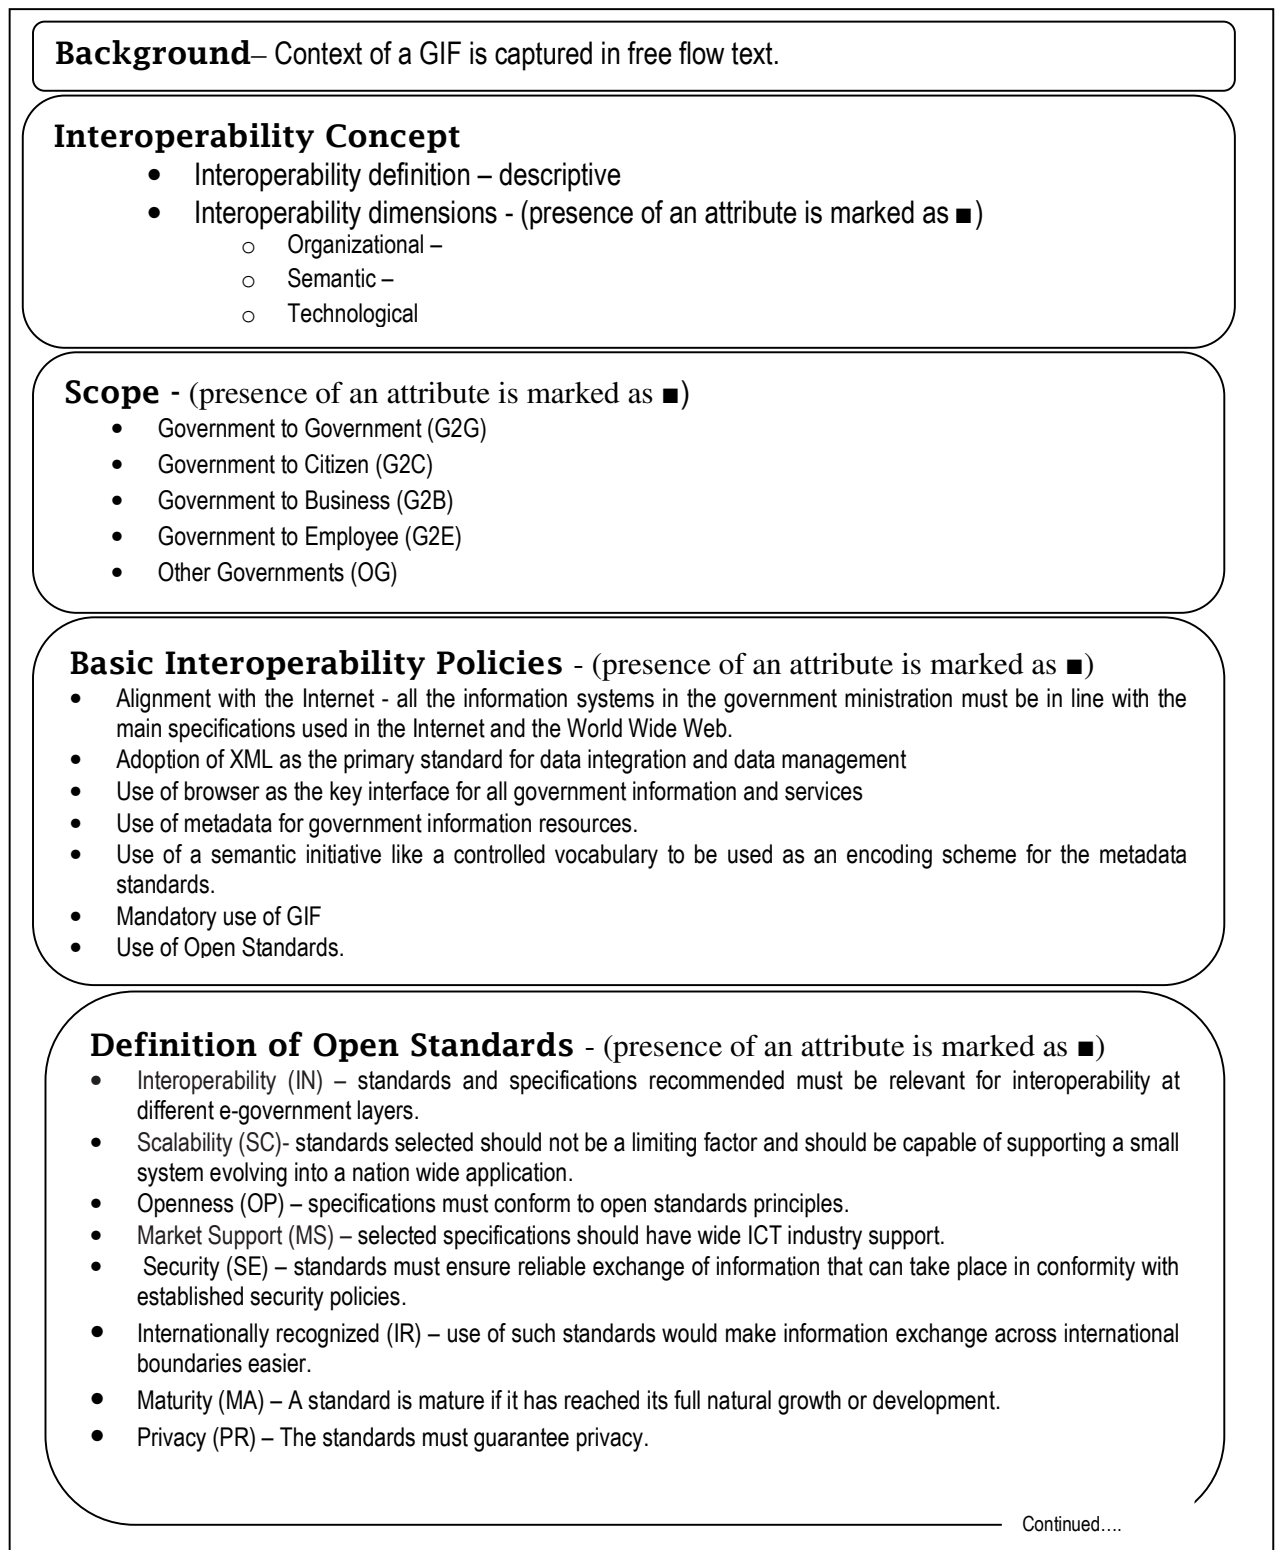 Background– Context of a GIF is captured in free flow text.
Interoperability Concept
• Interoperability definition – descriptive
• Interoperability dimensions - (presence of an attribute is marked as ■)
o Organizational –
o Semantic –
o Technological
Scope - (presence of an attribute is marked as ■)
• Government to Government (G2G)
• Government to Citizen (G2C)
• Government to Business (G2B)
• Government to Employee (G2E)
• Other Governments (OG)
Basic Interoperability Policies - (presence of an attribute is marked as ■)
• Alignment with the Internet - all the information systems in the government ministration must be in line with the
main specifications used in the Internet and the World Wide Web.
• Adoption of XML as the primary standard for data integration and data management
• Use of browser as the key interface for all government information and services
• Use of metadata for government information resources.
• Use of a semantic initiative like a controlled vocabulary to be used as an encoding scheme for the metadata
standards.
• Mandatory use of GIF
• Use of Open Standards.
Definition of Open Standards - (presence of an attribute is marked as ■)
• Interoperability (IN) – standards and specifications recommended must be relevant for interoperability at
different e-government layers.
• Scalability (SC)- standards selected should not be a limiting factor and should be capable of supporting a small
system evolving into a nation wide application.
• Openness (OP) – specifications must conform to open standards principles.
• Market Support (MS) – selected specifications should have wide ICT industry support.
• Security (SE) – standards must ensure reliable exchange of information that can take place in conformity with
established security policies.
• Internationally recognized (IR) – use of such standards would make information exchange across international
boundaries easier.
• Maturity (MA) – A standard is mature if it has reached its full natural growth or development.
• Privacy (PR) – The standards must guarantee privacy.
Continued….